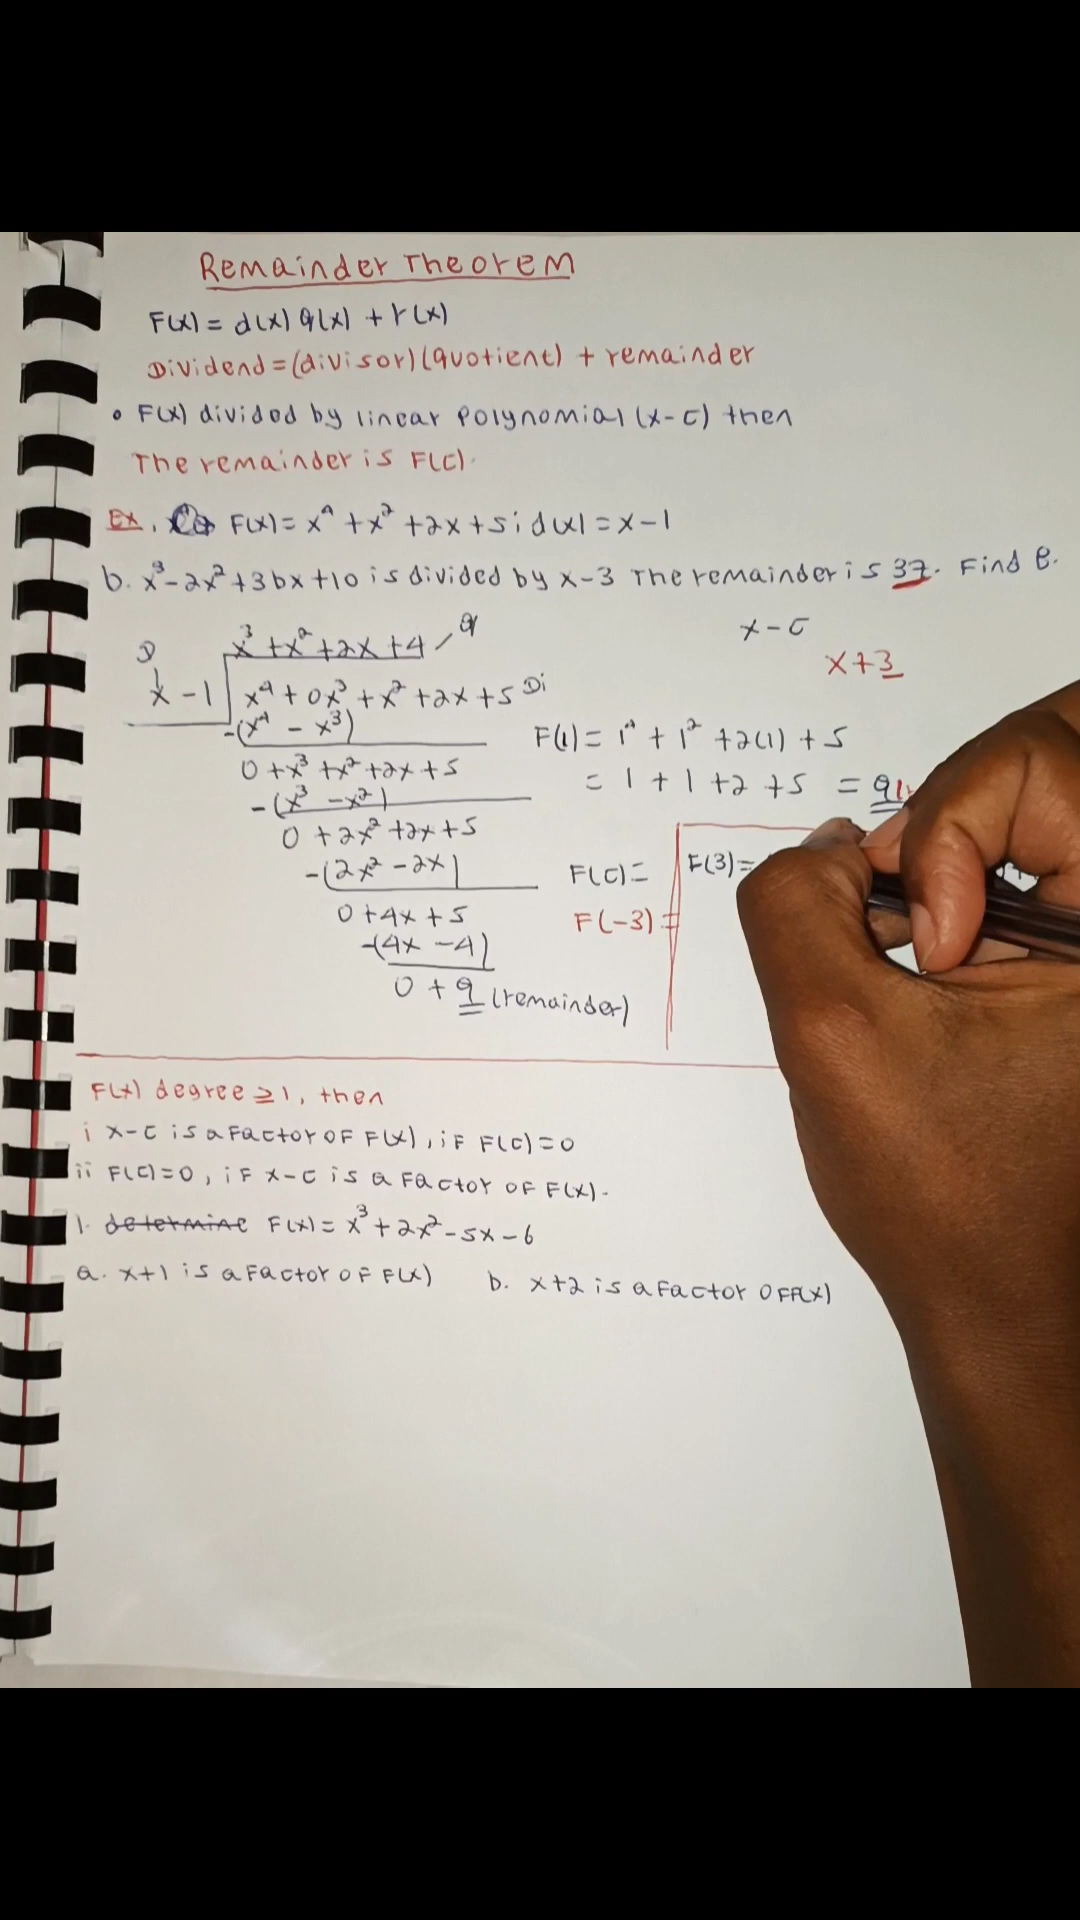 Remainder Theorem
F(x) = d(x) q(x) + r(x)
Dividend = (divisor)(quotient) + remainder
• F(x) divided by linear polynomial (x-c) then
The remainder is F(c).
Ex. F(x) = x⁴ + x² + 2x + 5 ; d(x) = x - 1
b. x³ - 2x² + 3bx + 10 is divided by x-3 The remainder is 37. Find B.
x - c
x + 3
D x³ + x² + 2x + 4 q
x - 1 x⁴ + 0x³ + x² + 2x + 5 Di
-(x⁴ - x³)
0 + x³ + x² + 2x + 5
-(x³ - x²)
0 + 2x² + 2x + 5
-(2x² - 2x)
0 + 4x + 5
-(4x - 4)
0 + 9 (remainder)
F(1) = 1⁴ + 1² + 2(1) + 5
= 1 + 1 + 2 + 5 = 9
F(c) =
F(-3) =
F(3) =
F(x) degree ≥ 1, then
i x-c is a factor of F(x), if F(c) = 0
ii F(c) = 0, if x-c is a factor of F(x).
1. determine F(x) = x³ + 2x² - 5x - 6
a. x+1 is a factor of F(x) b. x+2 is a factor of F(x)